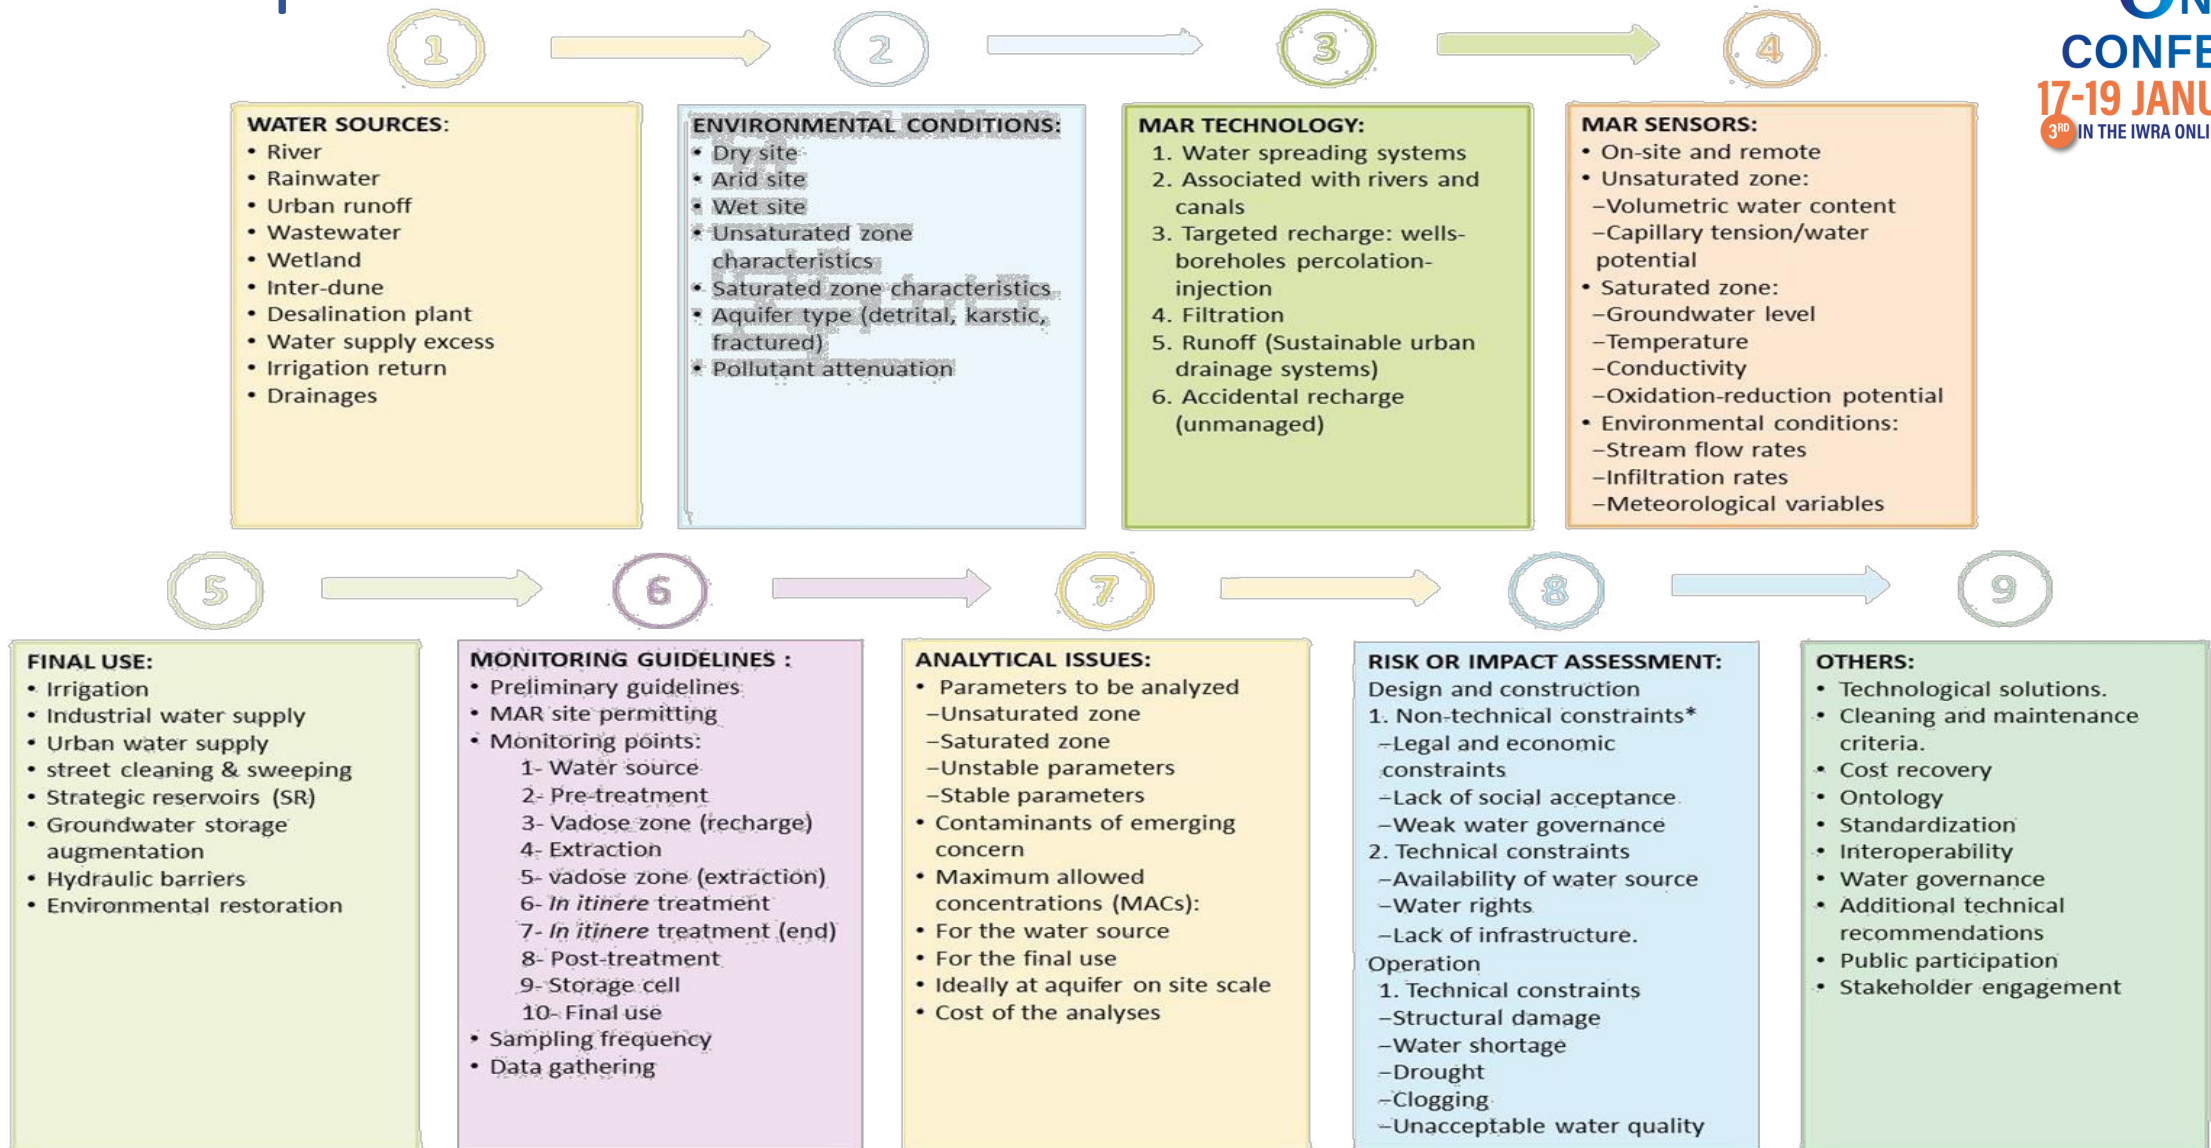 1
2
3
4
CONFE
17-19 JANU
3RD IN THE IWRA ONLI
WATER SOURCES:
• River
• Rainwater
• Urban runoff
• Wastewater
• Wetland
• Inter-dune
• Desalination plant
• Water supply excess
• Irrigation return
• Drainages
ENVIRONMENTAL CONDITIONS:
• Dry site
• Arid site
• Wet site
• Unsaturated zone
characteristics
• Saturated zone characteristics
• Aquifer type (detrital, karstic,
fractured)
• Pollutant attenuation
MAR TECHNOLOGY:
1. Water spreading systems
2. Associated with rivers and
canals
3. Targeted recharge: wells-
boreholes percolation-
injection
4. Filtration
5. Runoff (Sustainable urban
drainage systems)
6. Accidental recharge
(unmanaged)
MAR SENSORS:
• On-site and remote
• Unsaturated zone:
–Volumetric water content
–Capillary tension/water
potential
• Saturated zone:
–Groundwater level
–Temperature
–Conductivity
–Oxidation-reduction potential
• Environmental conditions:
–Stream flow rates
–Infiltration rates
–Meteorological variables
5
6
7
8
9
FINAL USE:
• Irrigation
• Industrial water supply
• Urban water supply
• street cleaning & sweeping
• Strategic reservoirs (SR)
• Groundwater storage
augmentation
• Hydraulic barriers
• Environmental restoration
MONITORING GUIDELINES :
• Preliminary guidelines
• MAR site permitting
• Monitoring points:
1- Water source
2- Pre-treatment
3- Vadose zone (recharge)
4- Extraction
5- vadose zone (extraction)
6- In itinere treatment
7- In itinere treatment (end)
8- Post-treatment
9- Storage cell
10- Final use
• Sampling frequency
• Data gathering
ANALYTICAL ISSUES:
• Parameters to be analyzed
–Unsaturated zone
–Saturated zone
–Unstable parameters
–Stable parameters
• Contaminants of emerging
concern
• Maximum allowed
concentrations (MACs):
• For the water source
• For the final use
• Ideally at aquifer on site scale
• Cost of the analyses
RISK OR IMPACT ASSESSMENT:
Design and construction
1. Non-technical constraints*
–Legal and economic
constraints
–Lack of social acceptance
–Weak water governance
2. Technical constraints
–Availability of water source
–Water rights
–Lack of infrastructure.
Operation
1. Technical constraints
–Structural damage
–Water shortage
–Drought
–Clogging
–Unacceptable water quality
OTHERS:
• Technological solutions.
• Cleaning and maintenance
criteria.
• Cost recovery
• Ontology
• Standardization
• Interoperability
• Water governance
• Additional technical
recommendations
• Public participation
• Stakeholder engagement